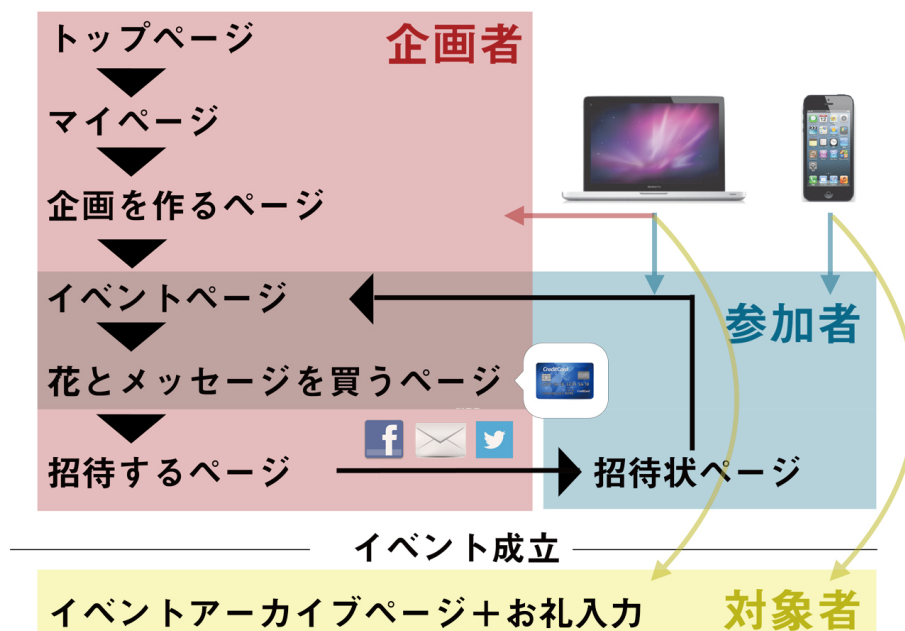 トップページ
企画者
マイページ
企画を作るページ
イベントページ
参加者
花とメッセージを買うページ
CreditCard
招待するページ
招待状ページ
イベント成立
イベントアーカイブページ＋お礼入力
対象者